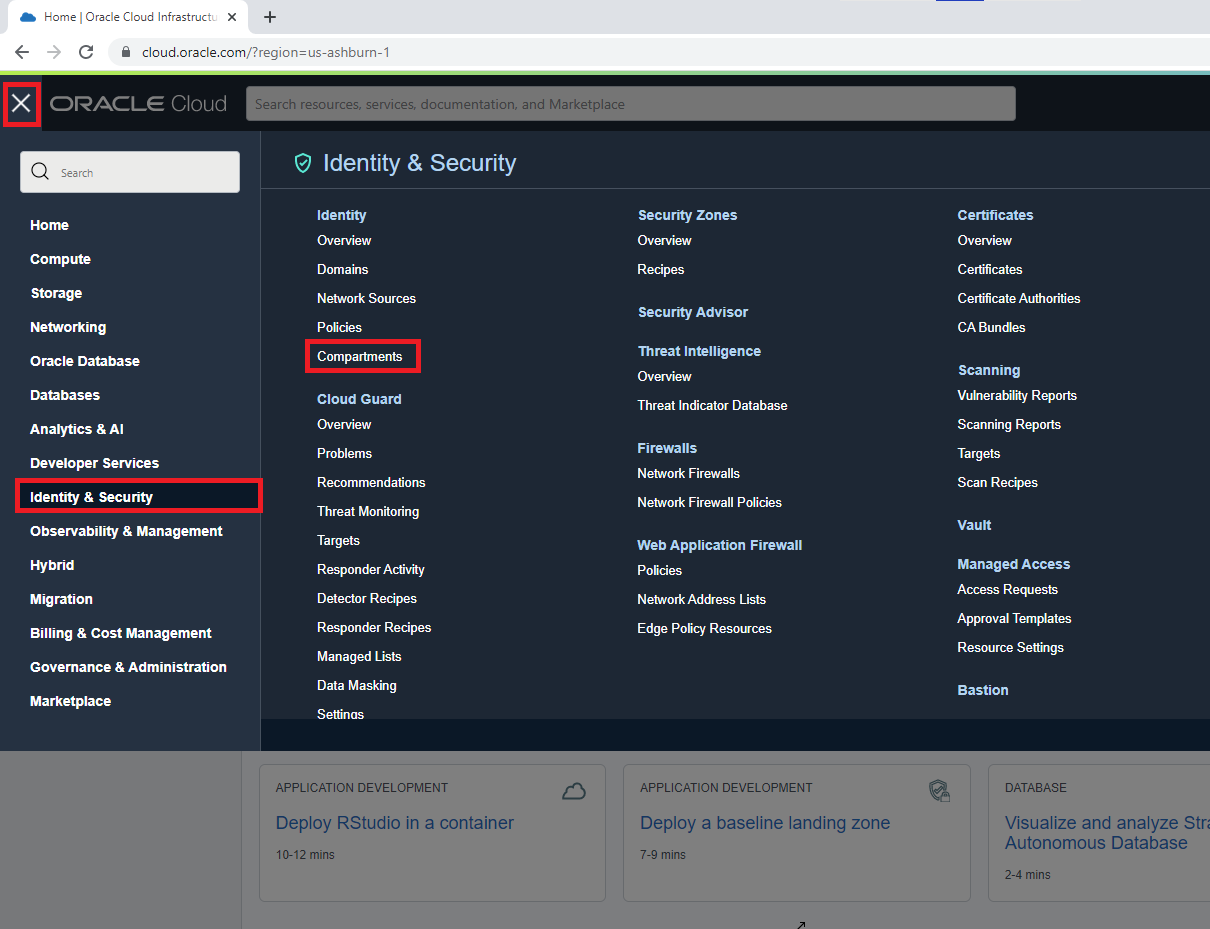 Home | Oracle Cloud Infrastructu
cloud.oracle.com/?region=us-ashburn-1
ORACLE Cloud
Search resources, services, documentation, and Marketplace
Search
Home
Compute
Storage
Networking
Oracle Database
Databases
Analytics & AI
Developer Services
Identity & Security
Observability & Management
Hybrid
Migration
Billing & Cost Management
Governance & Administration
Marketplace
Identity & Security
Identity
Overview
Domains
Network Sources
Policies
Compartments
Cloud Guard
Overview
Problems
Recommendations
Threat Monitoring
Targets
Responder Activity
Detector Recipes
Responder Recipes
Managed Lists
Data Masking
Settings
Security Zones
Overview
Recipes
Security Advisor
Threat Intelligence
Overview
Threat Indicator Database
Firewalls
Network Firewalls
Network Firewall Policies
Web Application Firewall
Policies
Network Address Lists
Edge Policy Resources
Certificates
Overview
Certificates
Certificate Authorities
CA Bundles
Scanning
Vulnerability Reports
Scanning Reports
Targets
Scan Recipes
Vault
Managed Access
Access Requests
Approval Templates
Resource Settings
Bastion
APPLICATION DEVELOPMENT
Deploy RStudio in a container
10-12 mins
APPLICATION DEVELOPMENT
Deploy a baseline landing zone
7-9 mins
DATABASE
Visualize and analyze Stra
Autonomous Database
2-4 mins